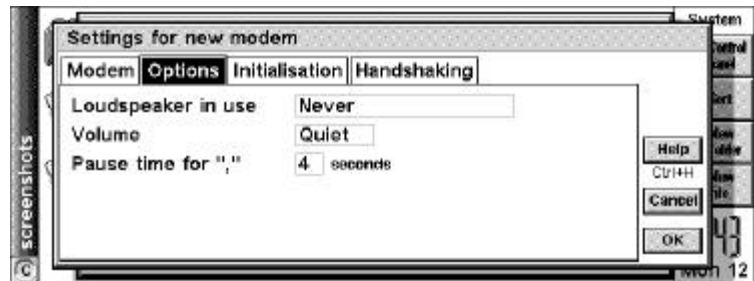 System
Settings for new modem
Modem Options Initialisation Handshaking
Loudspeaker in use Never
Volume Quiet
Pause time for "," 4 seconds
Help
Ctrl+H
Cancel
OK
screenshots
C
Mon 12